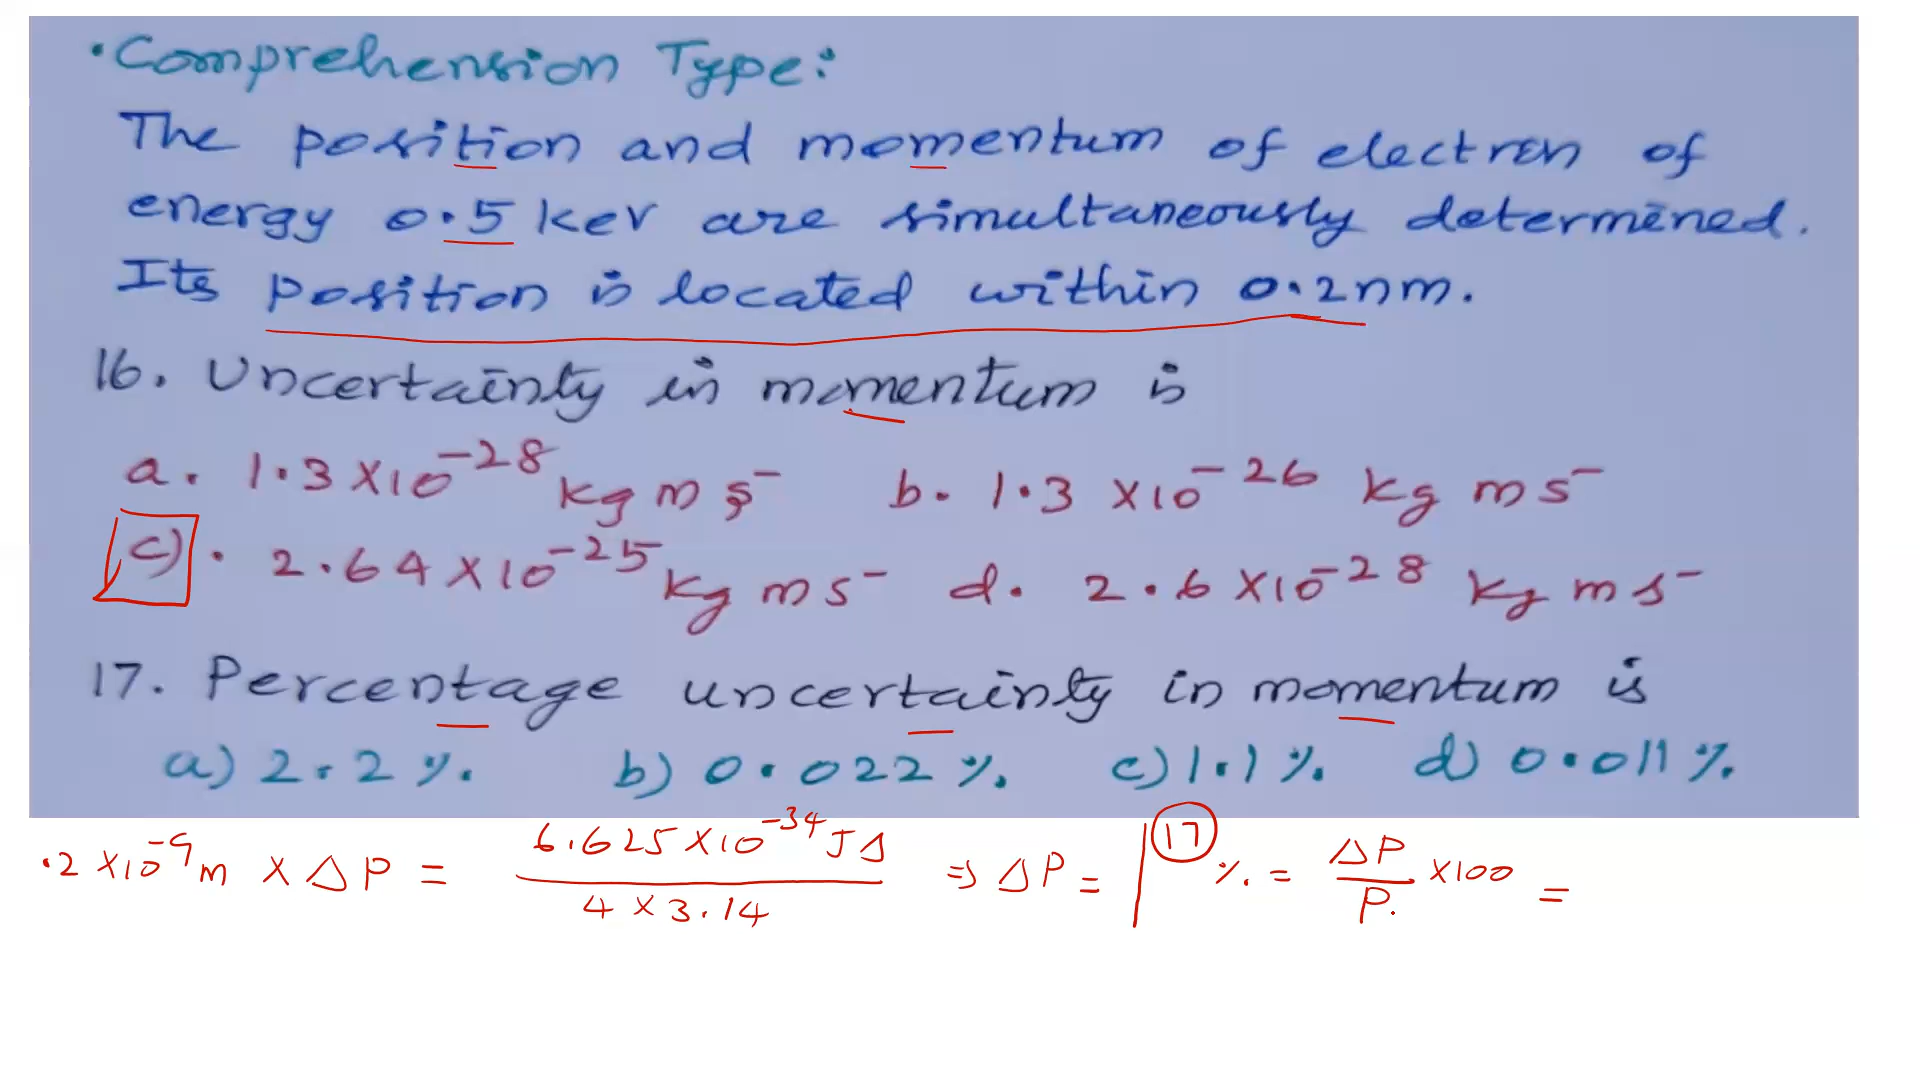 • Comprehension Type:
The position and momentum of electron of
energy 0.5 keV are simultaneously determined.
Its position is located within 0.2nm.
16. Uncertainty in momentum is
a. 1.3 X10⁻²⁸ kg m s⁻ b. 1.3 X10⁻²⁶ kg m s⁻
c). 2.64 X10⁻²⁵ kg m s⁻ d. 2.6 X10⁻²⁸ kg m s⁻
17. Percentage uncertainty in momentum is
a) 2.2 %. b) 0.022 %. c) 1.1 %. d) 0.011 %.
.2 X10⁻⁹ m X ΔP = 6.625 X10⁻³⁴ JS / 4 X 3.14 ⇒ ΔP = | 17 %. = ΔP / P. X100 =